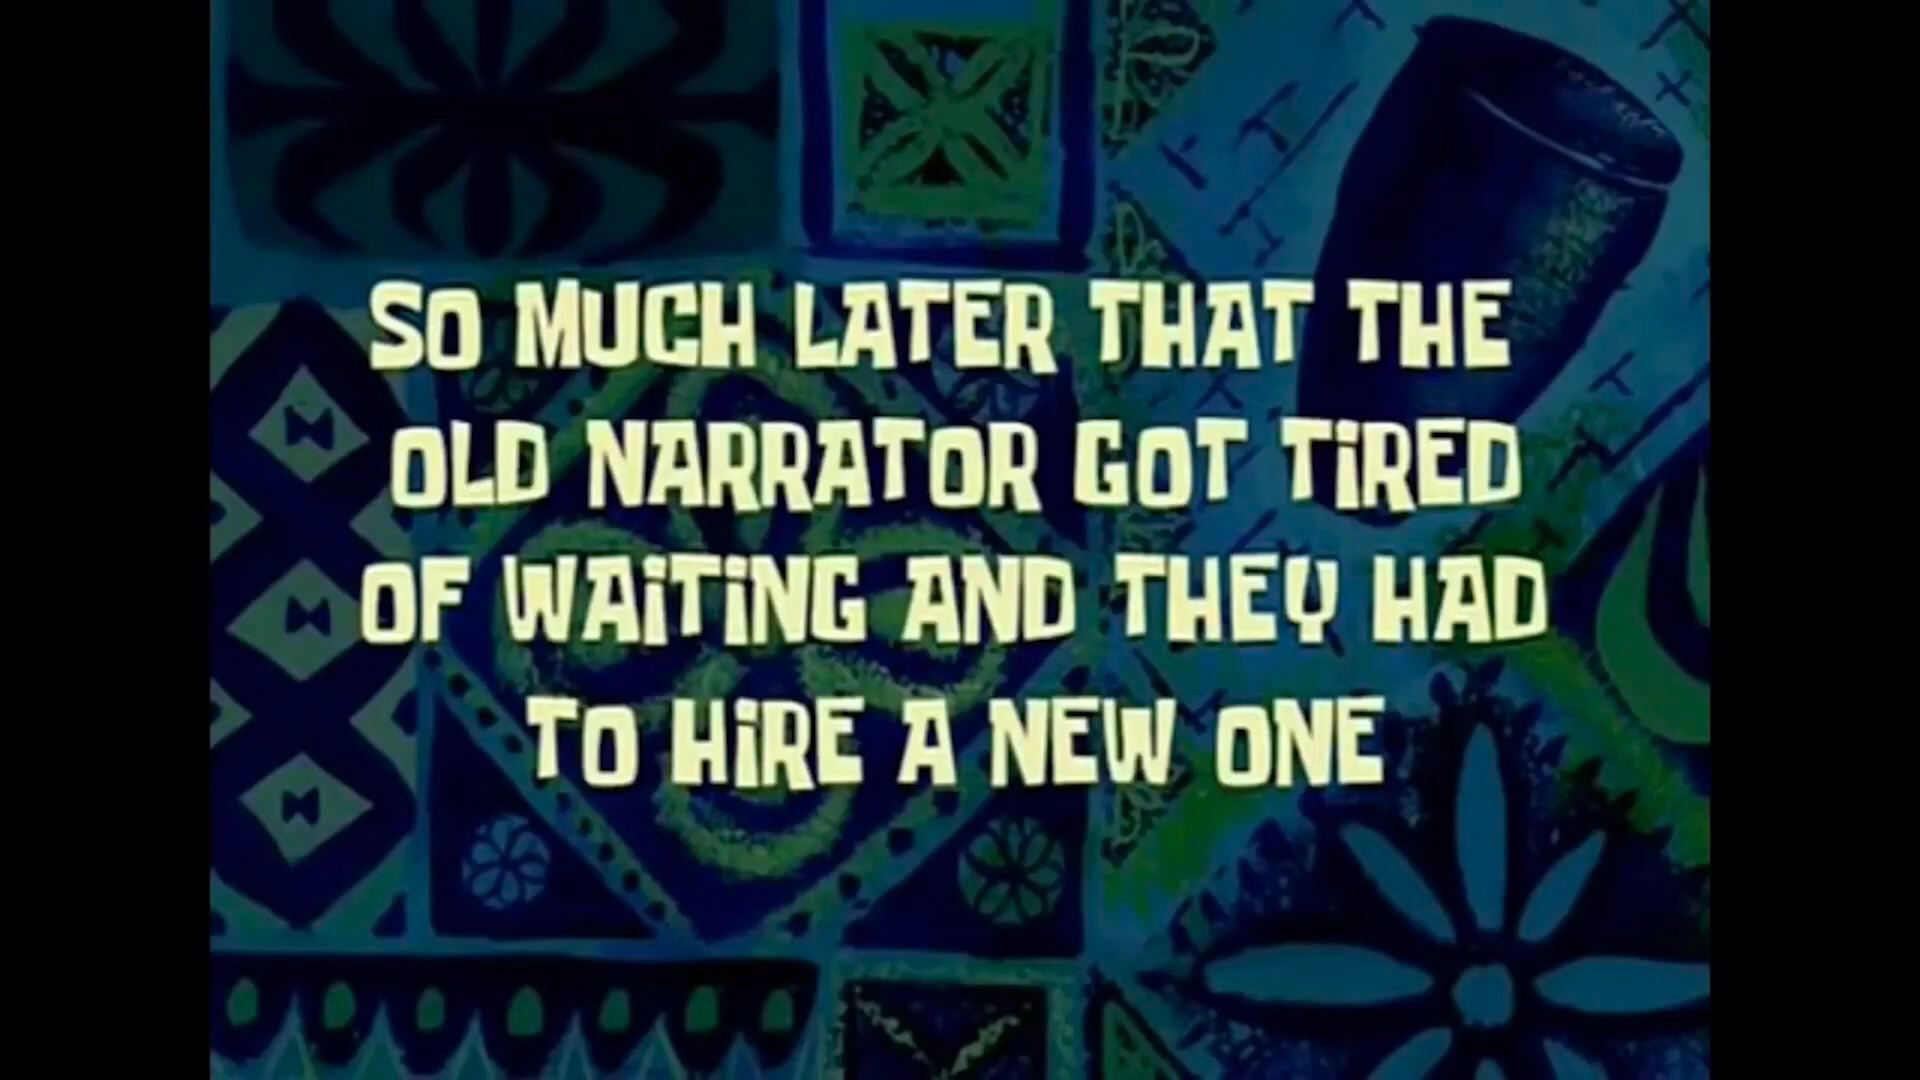 SO MUCH LATER THAT THE
OLD NARRATOR GOT TiRED
OF WAiTiNG AND THEY HAD
TO HiRE A NEW ONE